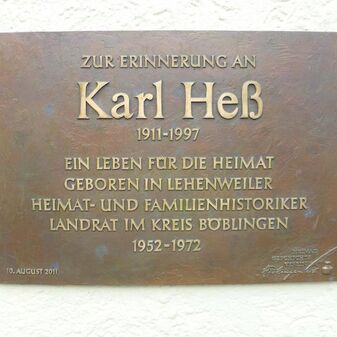 ZUR ERINNERUNG AN
Karl Heß
1911-1997
EIN LEBEN FÜR DIE HEIMAT
GEBOREN IN LEHENWEILER
HEIMAT- UND FAMILIENHISTORIKER
LANDRAT IM KREIS BÖBLINGEN
1952-1972
10. AUGUST 2011